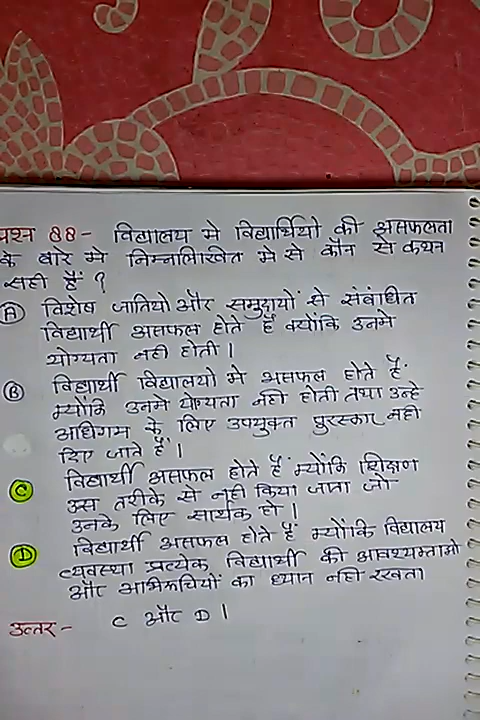 प्रश्न 88 - विद्यालय मे विद्यार्थियो की असफलता
के बारे मे निम्नलिखित मे से कौन से कथन
सही हैं ?
(A) विशेष जातियो और समुदायों से संबंधित
विद्यार्थी असफल होते हैं क्योंकि उनमे
योग्यता नही होती ।
(B) विद्यार्थी विद्यालयो मे असफल होते हैं
क्योंकि उनमे योग्यता नही होती तथा उन्हे
अधिगम के लिए उपयुक्त पुरस्कार नही
दिए जाते हैं ।
(C) विद्यार्थी असफल होते हैं क्योंकि शिक्षण
उस तरीके से नही किया जाता जो
उनके लिए सार्थक हो ।
(D) विद्यार्थी असफल होते हैं क्योंकि विद्यालय
व्यवस्था प्रत्येक विद्यार्थी की आवश्यकताओ
और अभिरूचियों का ध्यान नही रखता
उत्तर - C और D ।